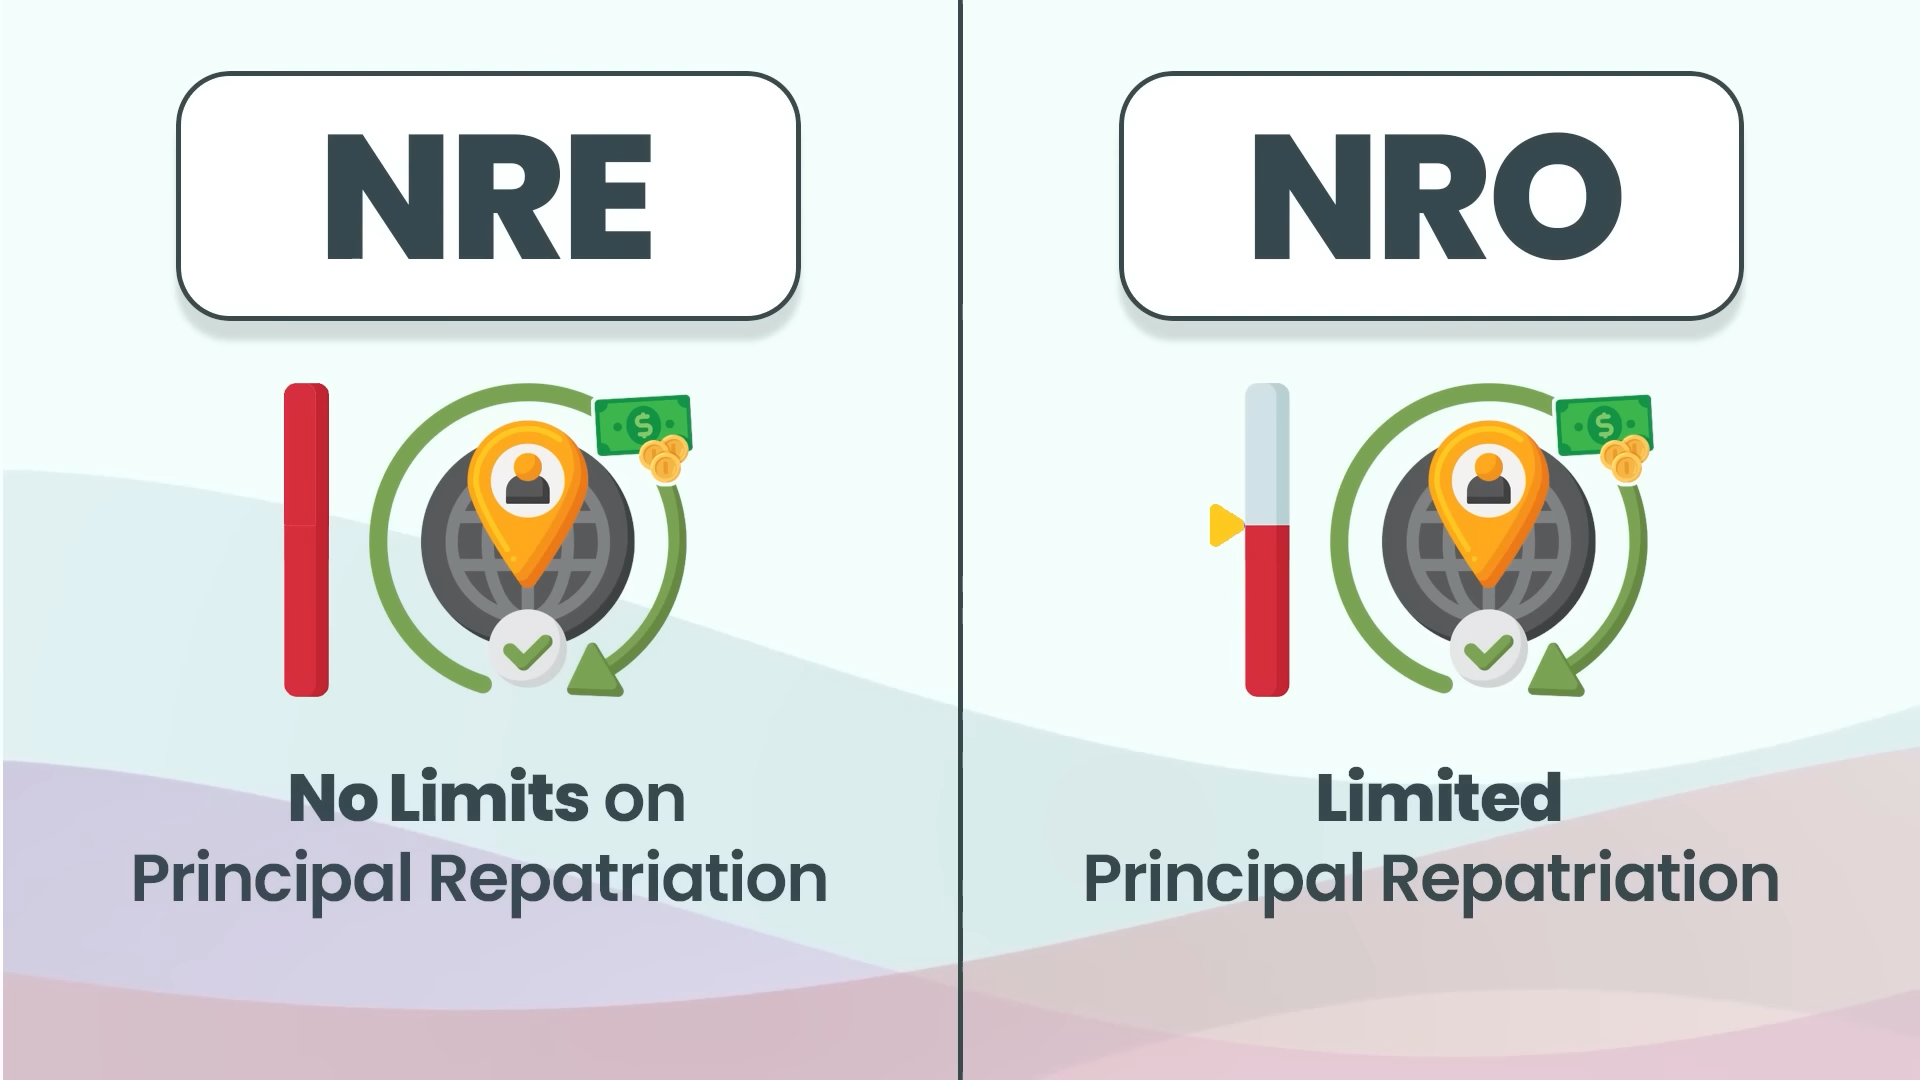 NRE
No Limits on
Principal Repatriation
NRO
Limited
Principal Repatriation